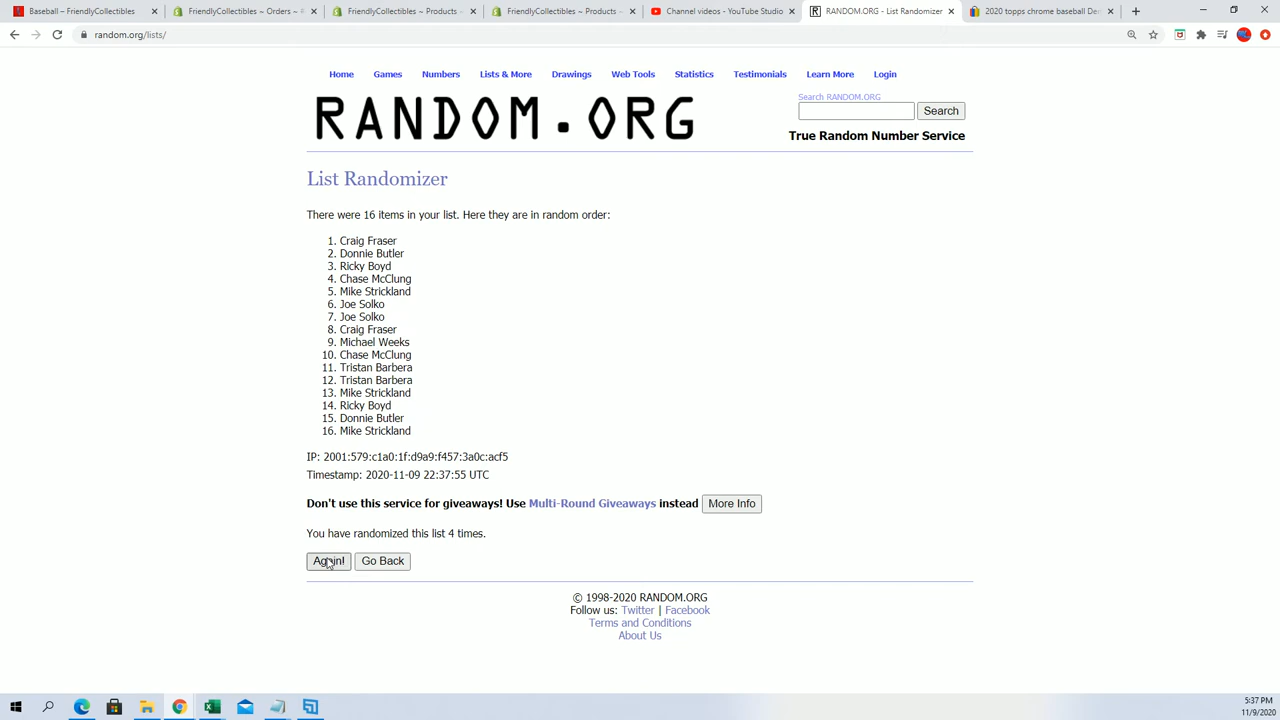 Baseball – FriendlyCollectibles
FriendlyCollectibles ~ Orders ~
FriendlyCollectibles ~ Products ~
FriendlyCollectibles ~ Products ~
Channel videos - YouTube Studio
RANDOM.ORG - List Randomizer
2020 topps chrome baseball
random.org/lists/
Home Games Numbers Lists & More Drawings Web Tools Statistics Testimonials Learn More Login
RANDOM.ORG
Search RANDOM.ORG
Search
True Random Number Service
List Randomizer
There were 16 items in your list. Here they are in random order:
1. Craig Fraser
2. Donnie Butler
3. Ricky Boyd
4. Chase McClung
5. Mike Strickland
6. Joe Solko
7. Joe Solko
8. Craig Fraser
9. Michael Weeks
10. Chase McClung
11. Tristan Barbera
12. Tristan Barbera
13. Mike Strickland
14. Ricky Boyd
15. Donnie Butler
16. Mike Strickland
IP: 2001:579:c1a0:1f:d9a9:f457:3a0c:acf5
Timestamp: 2020-11-09 22:37:55 UTC
Don't use this service for giveaways! Use Multi-Round Giveaways instead More Info
You have randomized this list 4 times.
Again! Go Back
© 1998-2020 RANDOM.ORG
Follow us: Twitter | Facebook
Terms and Conditions
About Us
5:37 PM
11/9/2020